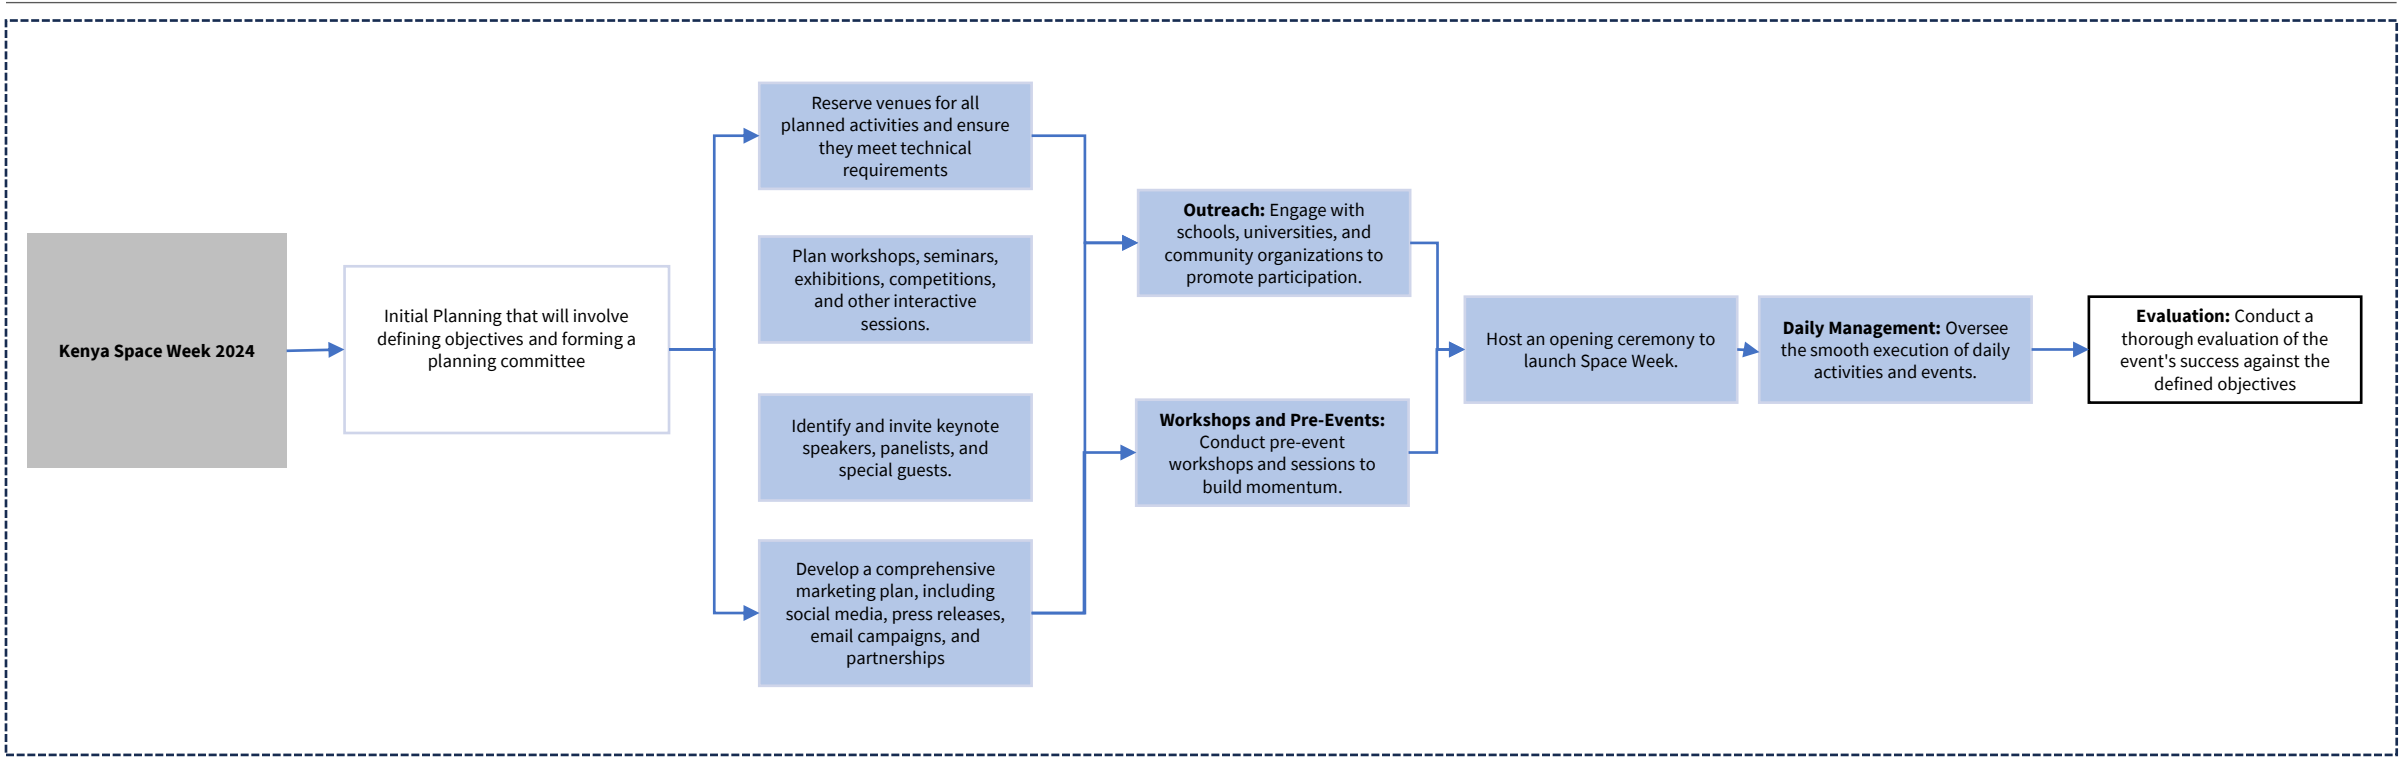 Kenya Space Week 2024
Initial Planning that will involve
defining objectives and forming a
planning committee
Reserve venues for all
planned activities and ensure
they meet technical
requirements
Plan workshops, seminars,
exhibitions, competitions,
and other interactive
sessions.
Identify and invite keynote
speakers, panelists, and
special guests.
Develop a comprehensive
marketing plan, including
social media, press releases,
email campaigns, and
partnerships
Outreach: Engage with
schools, universities, and
community organizations to
promote participation.
Workshops and Pre-Events:
Conduct pre-event
workshops and sessions to
build momentum.
Host an opening ceremony to
launch Space Week.
Daily Management: Oversee
the smooth execution of daily
activities and events.
Evaluation: Conduct a
thorough evaluation of the
event's success against the
defined objectives